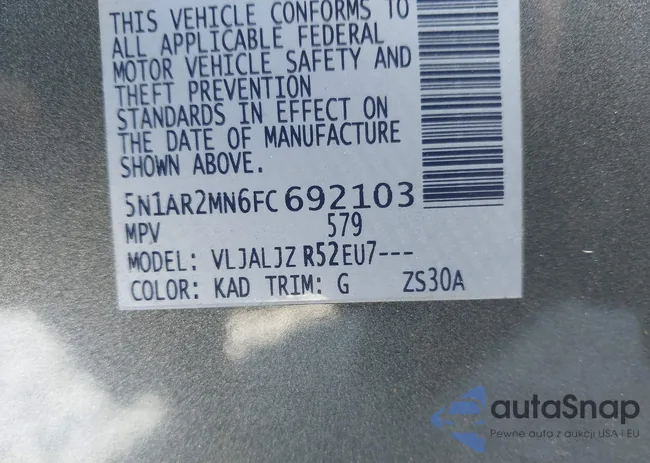 THIS VEHICLE CONFORMS TO
ALL APPLICABLE FEDERAL
MOTOR VEHICLE SAFETY AND
THEFT PREVENTION
STANDARDS IN EFFECT ON
THE DATE OF MANUFACTURE
SHOWN ABOVE.
5N1AR2MN6FC692103
MPV 579
MODEL: VLJALJZ R52EU7---
COLOR: KAD TRIM: G ZS30A
autaSnap
Pewne auta z aukcji USA i EU